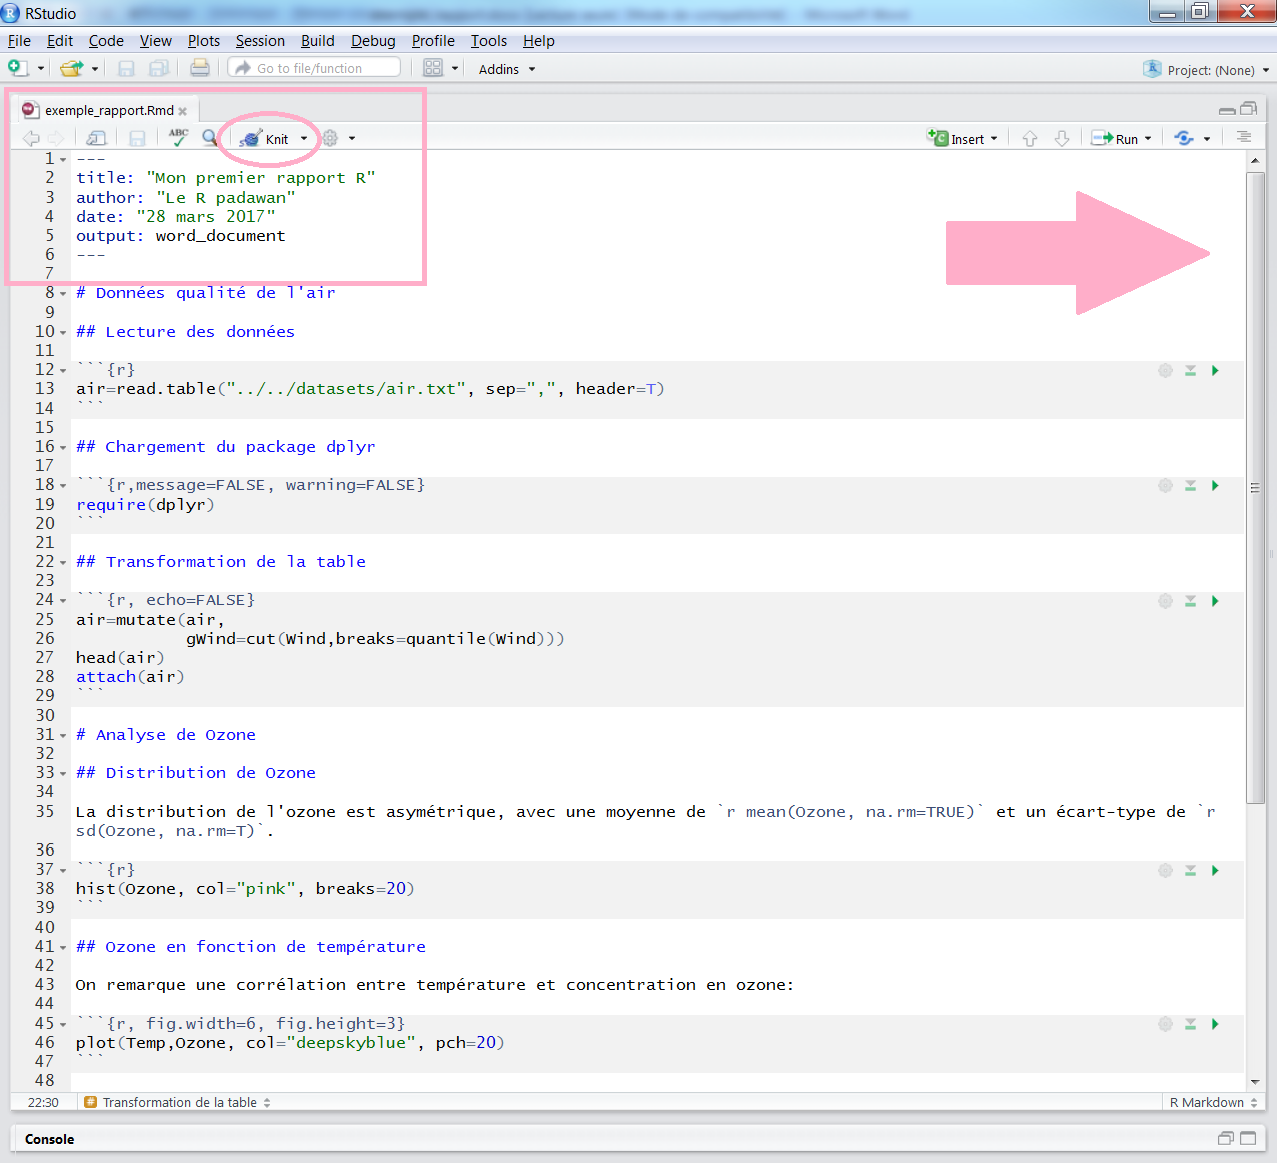 RStudio
File Edit Code View Plots Session Build Debug Profile Tools Help
Go to file/function Addins Project: (None)
exemple_rapport.Rmd
ABC Knit Insert Run
1 ---
2 title: "Mon premier rapport R"
3 author: "Le R padawan"
4 date: "28 mars 2017"
5 output: word_document
6 ---
7
8 # Données qualité de l'air
9
10 ## Lecture des données
11
12 ```{r}
13 air=read.table("../../datasets/air.txt", sep=",", header=T)
14 ```
15
16 ## Chargement du package dplyr
17
18 ```{r,message=FALSE, warning=FALSE}
19 require(dplyr)
20 ```
21
22 ## Transformation de la table
23
24 ```{r, echo=FALSE}
25 air=mutate(air,
26 gWind=cut(Wind,breaks=quantile(Wind)))
27 head(air)
28 attach(air)
29 ```
30
31 # Analyse de Ozone
32
33 ## Distribution de Ozone
34
35 La distribution de l'ozone est asymétrique, avec une moyenne de `r mean(Ozone, na.rm=TRUE)` et un écart-type de `r
sd(Ozone, na.rm=T)`.
36
37 ```{r}
38 hist(Ozone, col="pink", breaks=20)
39 ```
40
41 ## Ozone en fonction de température
42
43 On remarque une corrélation entre température et concentration en ozone:
44
45 ```{r, fig.width=6, fig.height=3}
46 plot(Temp,Ozone, col="deepskyblue", pch=20)
47 ```
48
22:30 # Transformation de la table R Markdown
Console